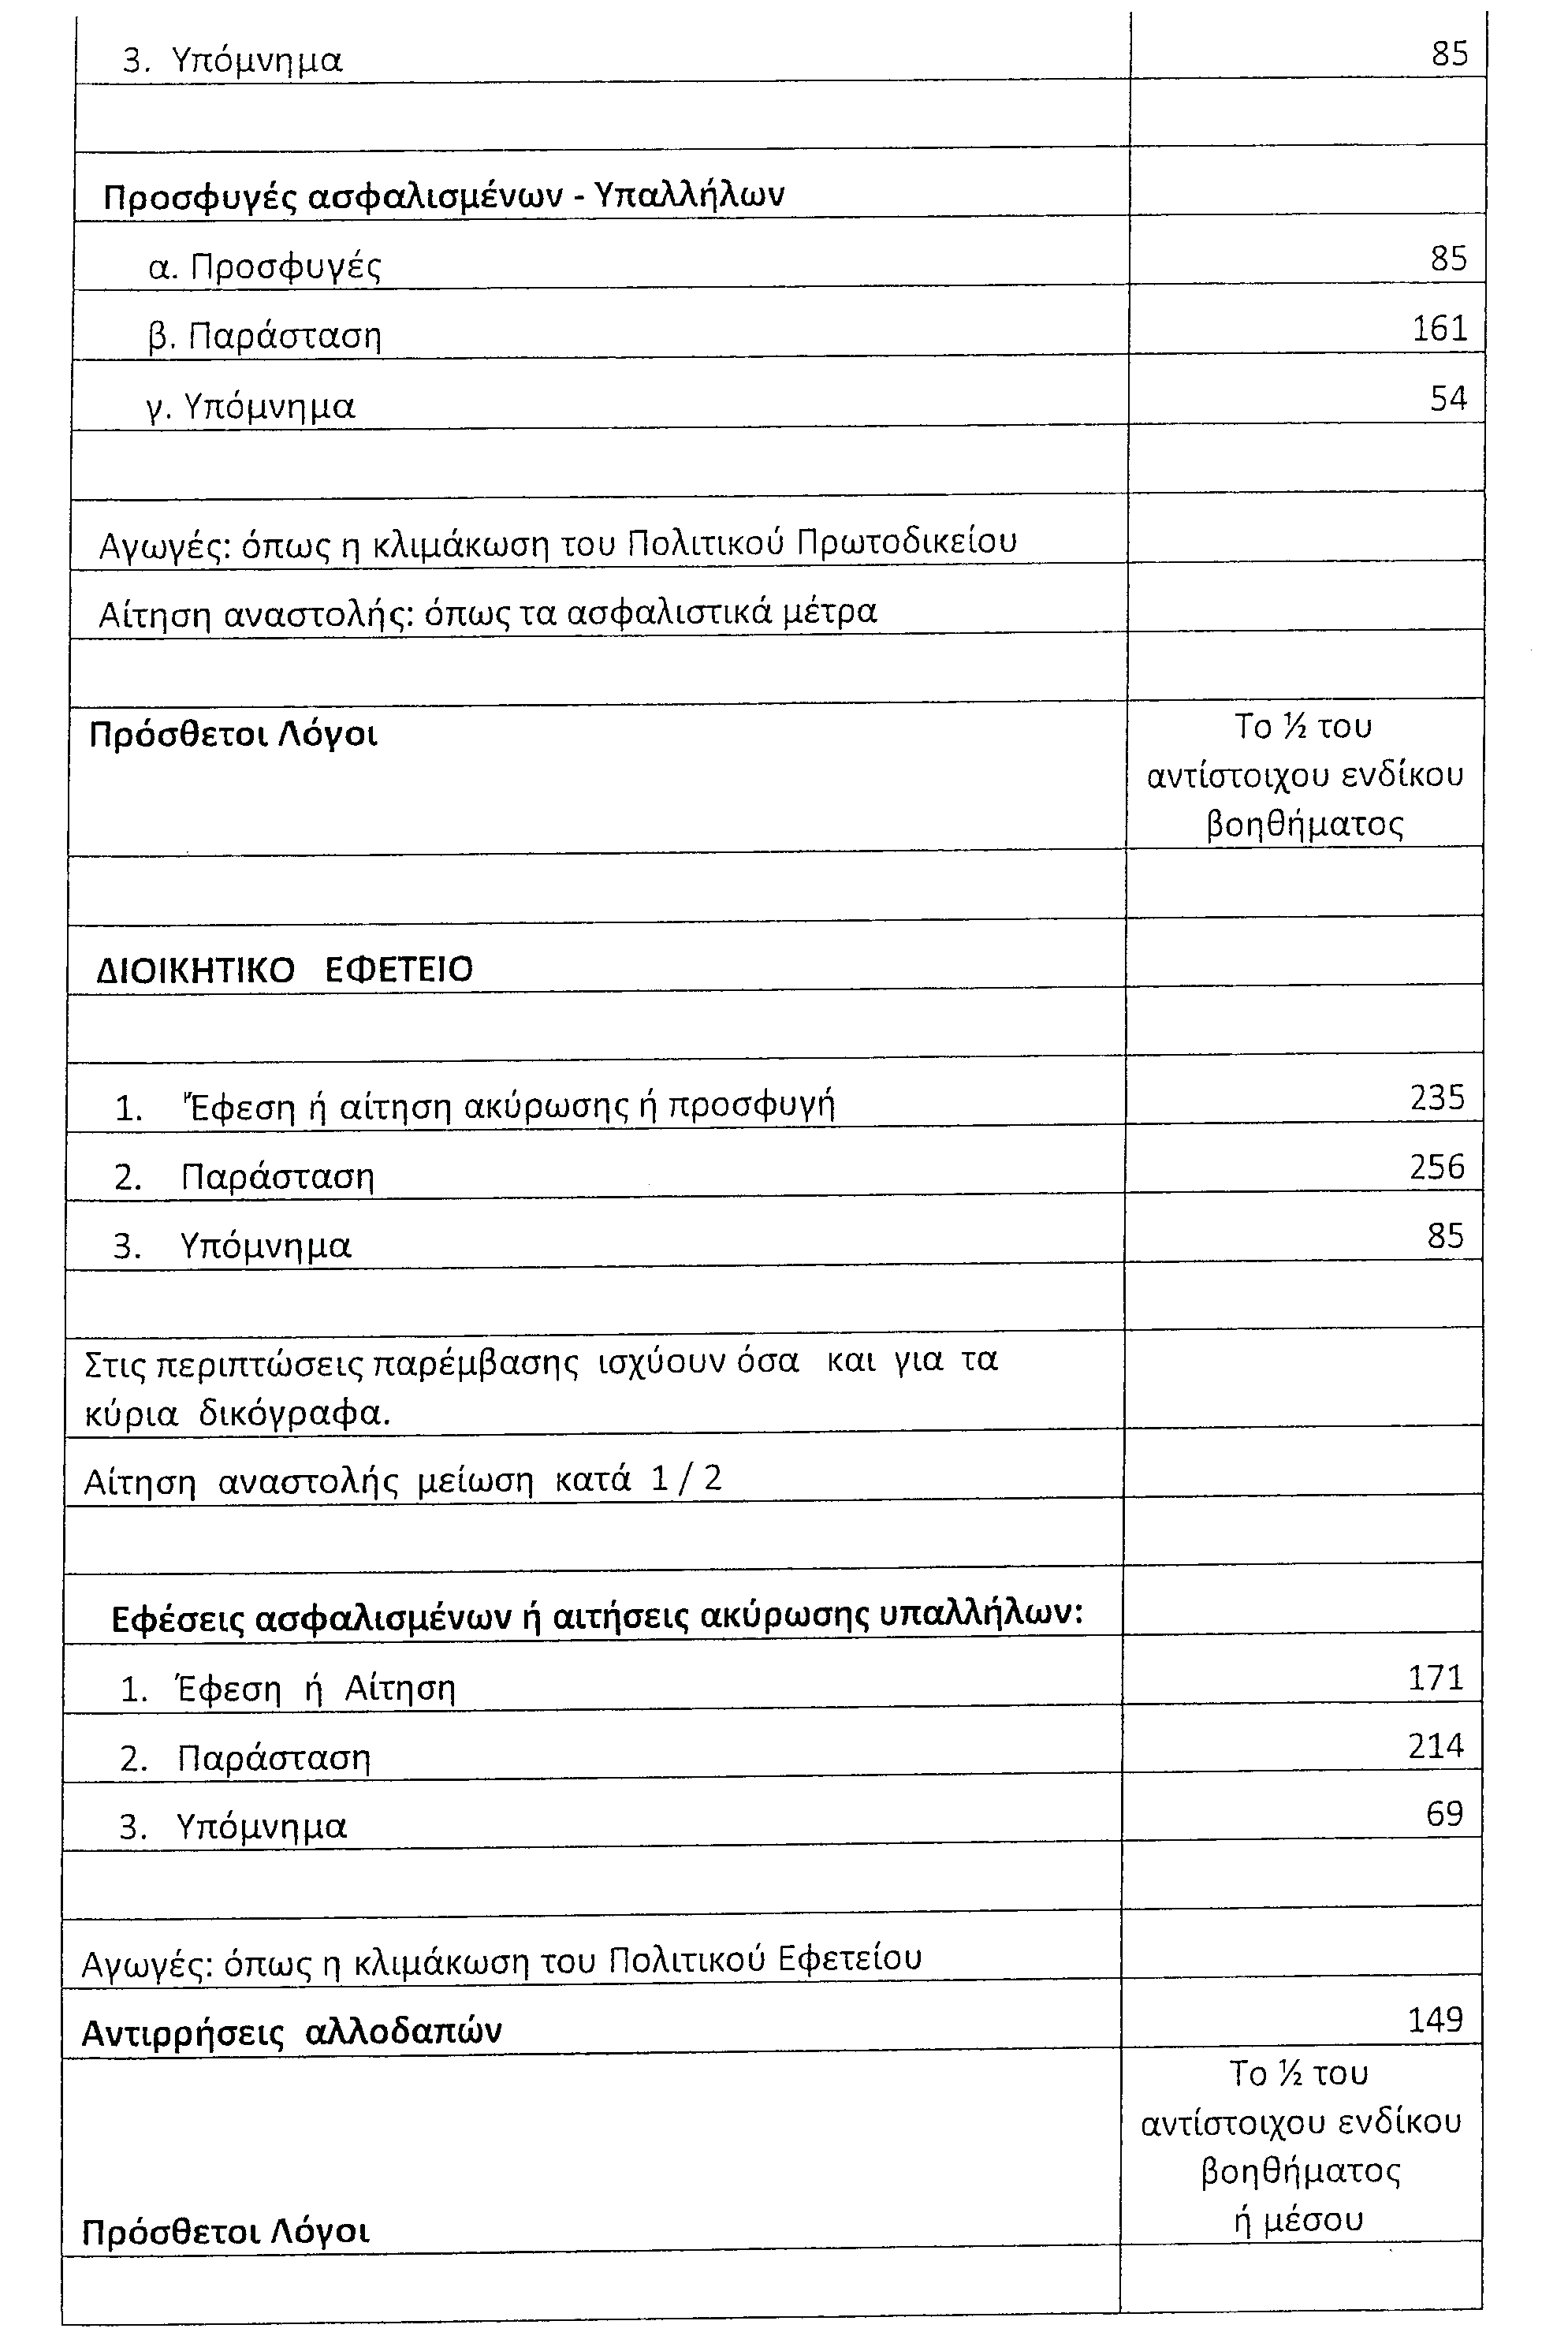 3. Υπόμνημα 85
Προσφυγές ασφαλισμένων - Υπαλλήλων
α. Προσφυγές 85
β. Παράσταση 161
γ. Υπόμνημα 54
Αγωγές: όπως η κλιμάκωση του Πολιτικού Πρωτοδικείου
Αίτηση αναστολής: όπως τα ασφαλιστικά μέτρα
Πρόσθετοι Λόγοι Το ½ του
αντίστοιχου ενδίκου
βοηθήματος
ΔΙΟΙΚΗΤΙΚΟ ΕΦΕΤΕΙΟ
1. Έφεση ή αίτηση ακύρωσης ή προσφυγή 235
2. Παράσταση 256
3. Υπόμνημα 85
Στις περιπτώσεις παρέμβασης ισχύουν όσα και για τα
κύρια δικόγραφα.
Αίτηση αναστολής μείωση κατά 1 / 2
Εφέσεις ασφαλισμένων ή αιτήσεις ακύρωσης υπαλλήλων:
1. Έφεση ή Αίτηση 171
2. Παράσταση 214
3. Υπόμνημα 69
Αγωγές: όπως η κλιμάκωση του Πολιτικού Εφετείου
Αντιρρήσεις αλλοδαπών 149
Το ½ του
αντίστοιχου ενδίκου
βοηθήματος
Πρόσθετοι Λόγοι ή μέσου